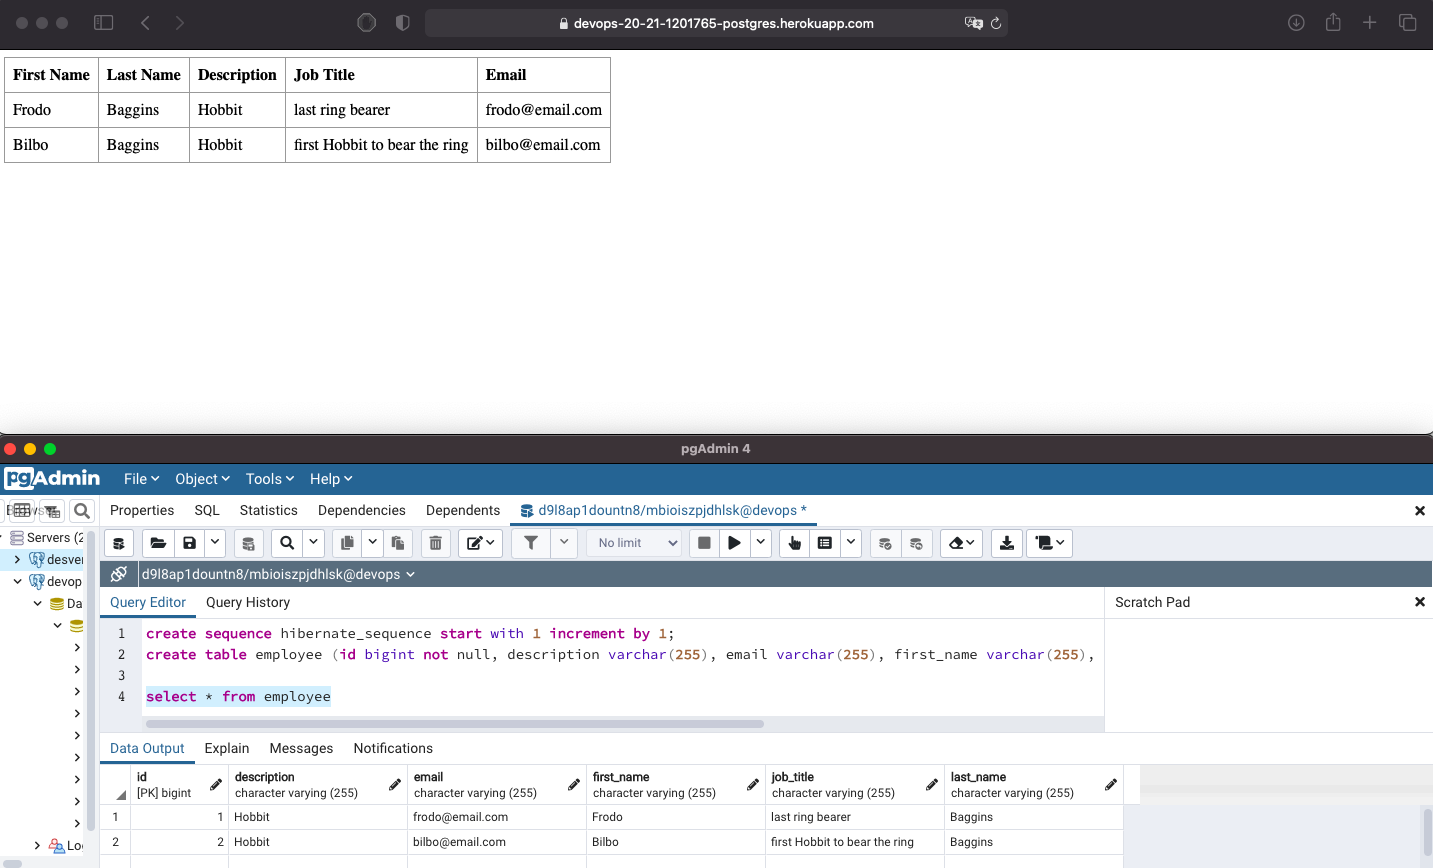 devops-20-21-1201765-postgres.herokuapp.com
First Name Last Name Description Job Title Email
Frodo Baggins Hobbit last ring bearer frodo@email.com
Bilbo Baggins Hobbit first Hobbit to bear the ring bilbo@email.com
pgAdmin 4
pgAdmin File Object Tools Help
Properties SQL Statistics Dependencies Dependents d9l8ap1dountn8/mbioiszpjdhlsk@devops *
Servers (2
desver
devop
Da
Lo
No limit
d9l8ap1dountn8/mbioiszpjdhlsk@devops
Query Editor Query History
Scratch Pad
1 create sequence hibernate_sequence start with 1 increment by 1;
2 create table employee (id bigint not null, description varchar(255), email varchar(255), first_name varchar(255),
3
4 select * from employee
Data Output Explain Messages Notifications
id description email first_name job_title last_name
[PK] bigint character varying (255) character varying (255) character varying (255) character varying (255) character varying (255)
1 1 Hobbit frodo@email.com Frodo last ring bearer Baggins
2 2 Hobbit bilbo@email.com Bilbo first Hobbit to bear the ring Baggins